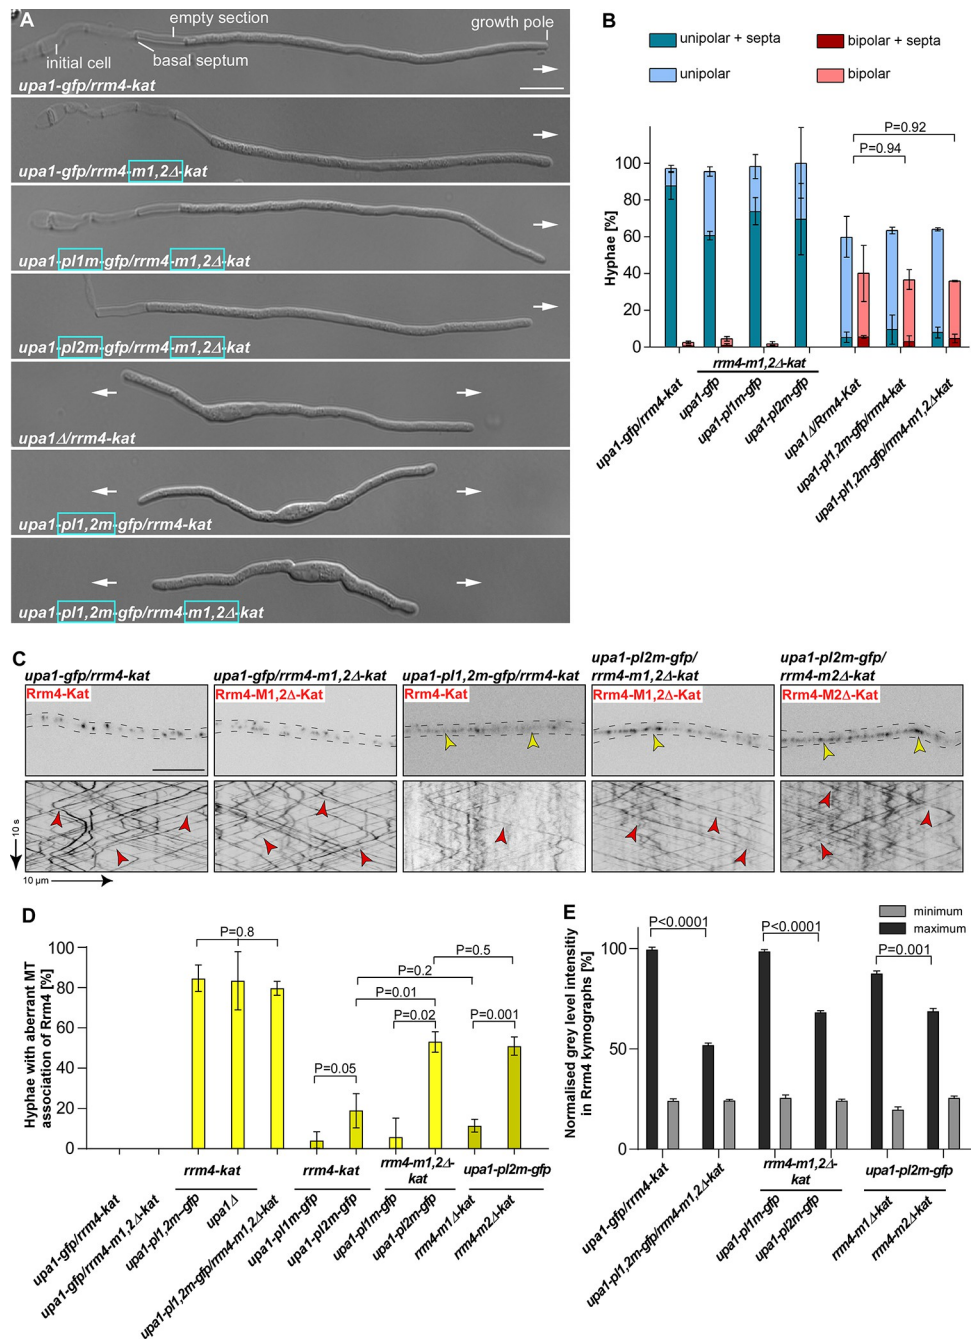 A
empty section
growth pole
initial cell
basal septum
upa1-gfp/rrm4-kat
upa1-gfp/rrm4-m1,2Δ-kat
upa1-pl1m-gfp/rrm4-m1,2Δ-kat
upa1-pl2m-gfp/rrm4-m1,2Δ-kat
upa1Δ/rrm4-kat
upa1-pl1,2m-gfp/rrm4-kat
upa1-pl1,2m-gfp/rrm4-m1,2Δ-kat
B
unipolar + septa
bipolar + septa
unipolar
bipolar
P=0.92
P=0.94
Hyphae [%]
100
80
60
40
20
0
rrm4-m1,2Δ-kat
upa1-gfp/rrm4-kat
upa1-gfp
upa1-pl1m-gfp
upa1-pl2m-gfp
upa1Δ/Rrm4-Kat
upa1-pl1,2m-gfp/rrm4-kat
upa1-pl1,2m-gfp/rrm4-m1,2Δ-kat
C
upa1-gfp/rrm4-kat
upa1-gfp/rrm4-m1,2Δ-kat
upa1-pl1,2m-gfp/rrm4-kat
upa1-pl2m-gfp/
rrm4-m1,2Δ-kat
upa1-pl2m-gfp/
rrm4-m2Δ-kat
Rrm4-Kat
Rrm4-M1,2Δ-Kat
Rrm4-Kat
Rrm4-M1,2Δ-Kat
Rrm4-M2Δ-Kat
10 s
10 µm
D
Hyphae with aberrant MT
association of Rrm4 [%]
100
80
60
40
20
0
P=0.8
P=0.5
P=0.2
P=0.01
P=0.02
P=0.001
P=0.05
rrm4-kat
rrm4-kat
rrm4-m1,2Δ-
kat
upa1-pl2m-gfp
upa1-gfp/rrm4-kat
upa1-gfp/rrm4-m1,2Δ-kat
upa1-pl1,2m-gfp
upa1Δ
upa1-pl1,2m-gfp/rrm4-m1,2Δ-kat
upa1-pl1m-gfp
upa1-pl2m-gfp
upa1-pl1m-gfp
upa1-pl2m-gfp
rrm4-m1Δ-kat
rrm4-m2Δ-kat
E
minimum
maximum
Normalised grey level intensitiy
in Rrm4 kymographs [%]
100
50
0
P<0.0001
P<0.0001
P=0.001
rrm4-m1,2Δ-
kat
upa1-pl2m-gfp
upa1-gfp/rrm4-kat
upa1-pl1,2m-gfp/rrm4-m1,2Δ-kat
upa1-pl1m-gfp
upa1-pl2m-gfp
rrm4-m1Δ-kat
rrm4-m2Δ-kat